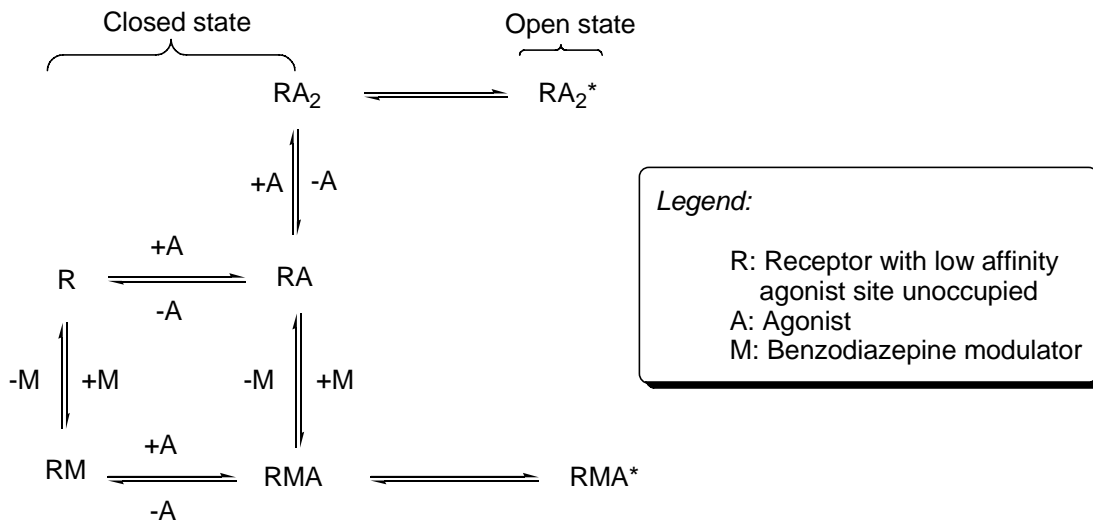 Closed state
Open state
RA2
RA2*
+A
-A
Legend:
+A
R
RA
R: Receptor with low affinity
agonist site unoccupied
-A
A: Agonist
M: Benzodiazepine modulator
-M
+M
-M
+M
+A
RM
RMA
RMA*
-A